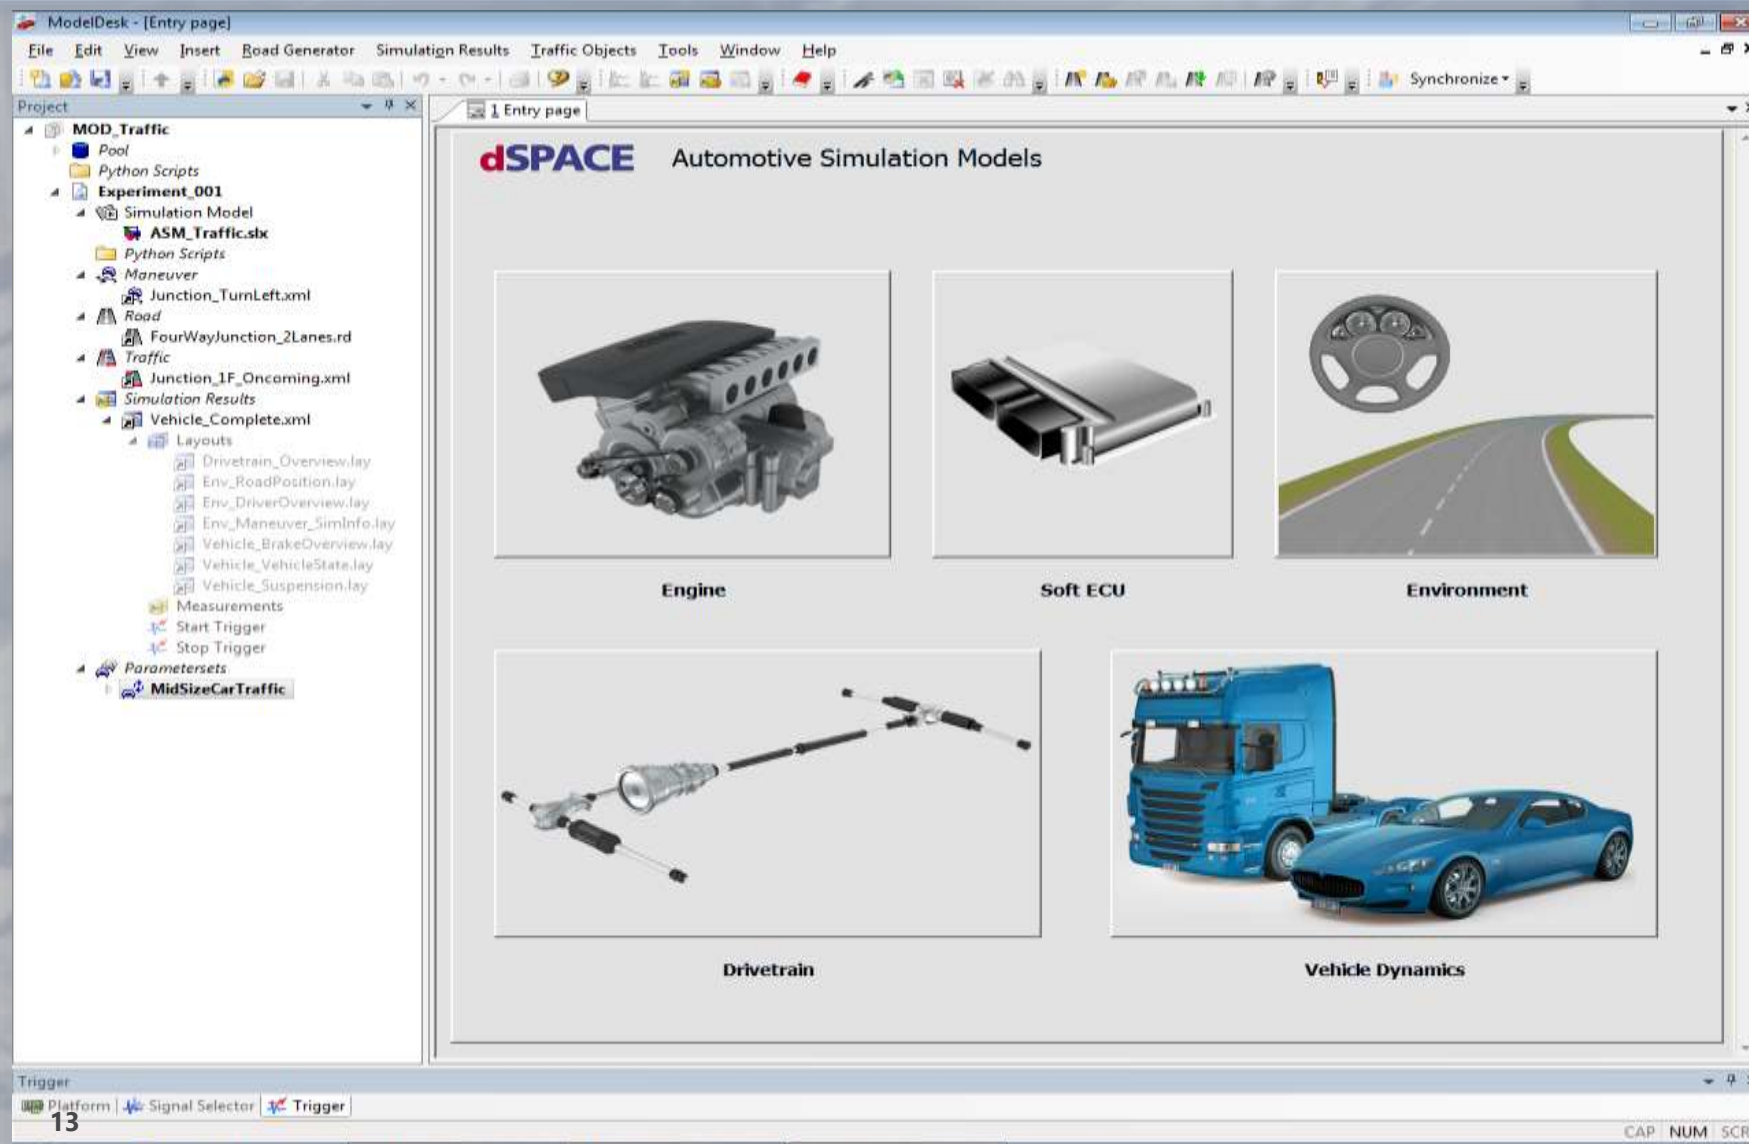 ModelDesk - [Entry page]
File Edit View Insert Road Generator Simulation Results Traffic Objects Tools Window Help
Synchronize
Project
1 Entry page
MOD_Traffic
Pool
Python Scripts
Experiment_001
Simulation Model
ASM_Traffic.slx
Python Scripts
Maneuver
Junction_TurnLeft.xml
Road
FourWayJunction_2Lanes.rd
Traffic
Junction_1F_Oncoming.xml
Simulation Results
Vehicle_Complete.xml
Layouts
Drivetrain_Overview.lay
Env_RoadPosition.lay
Env_DriverOverview.lay
Env_Maneuver_SimInfo.lay
Vehicle_BrakeOverview.lay
Vehicle_VehicleState.lay
Vehicle_Suspension.lay
Measurements
Start Trigger
Stop Trigger
Parametersets
MidSizeCarTraffic
dSPACE Automotive Simulation Models
Engine
Soft ECU
Environment
Drivetrain
Vehicle Dynamics
Trigger
Platform Signal Selector Trigger
13
CAP NUM SCR